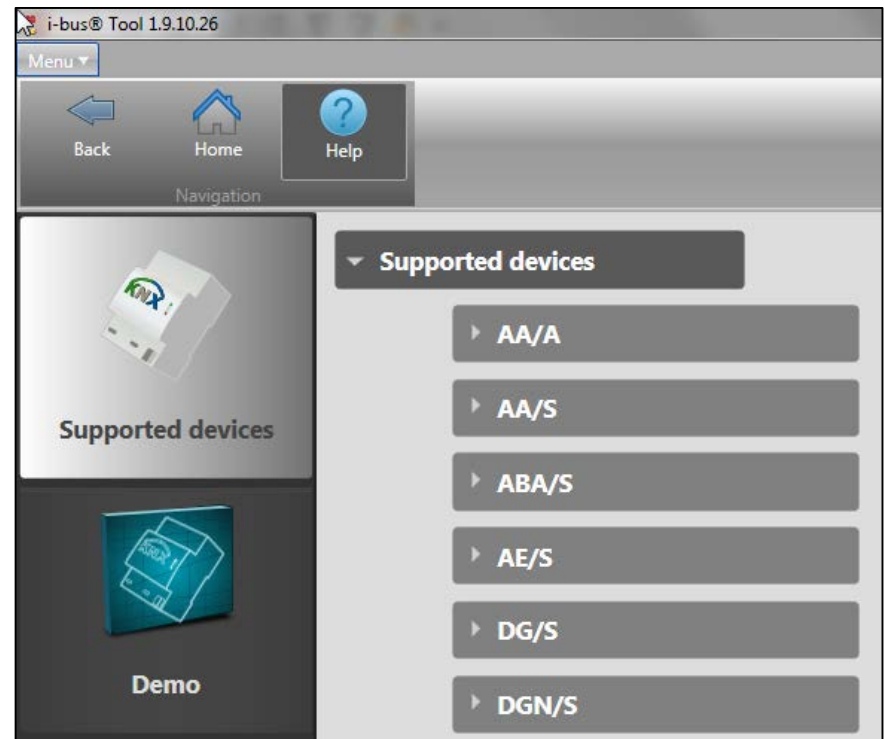 i-bus® Tool 1.9.10.26
Menu
Back Home Help
Navigation
KNX
Supported devices
Demo
Supported devices
AA/A
AA/S
ABA/S
AE/S
DG/S
DGN/S